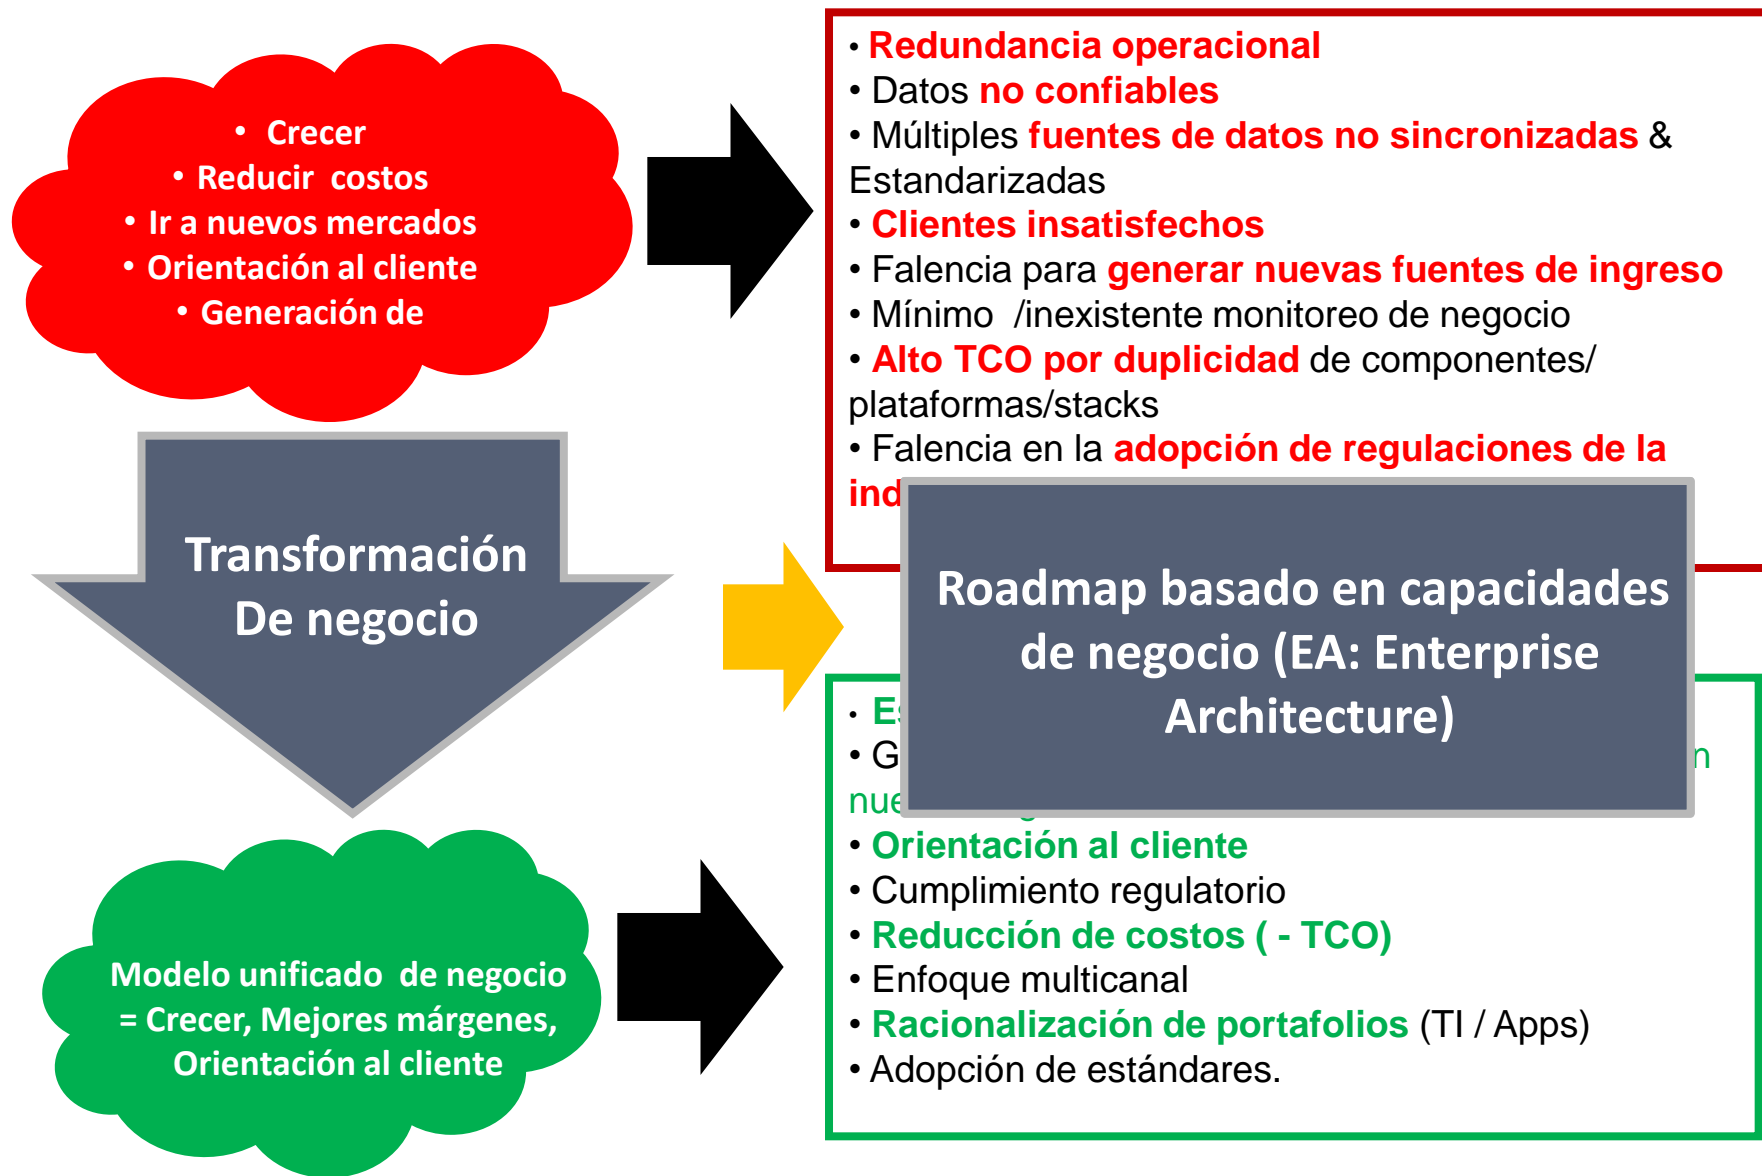 • Crecer
• Reducir costos
• Ir a nuevos mercados
• Orientación al cliente
• Generación de
• Redundancia operacional
• Datos no confiables
• Múltiples fuentes de datos no sincronizadas &
Estandarizadas
• Clientes insatisfechos
• Falencia para generar nuevas fuentes de ingreso
• Mínimo /inexistente monitoreo de negocio
• Alto TCO por duplicidad de componentes/
plataformas/stacks
• Falencia en la adopción de regulaciones de la
Transformación
De negocio
Roadmap basado en capacidades
de negocio (EA: Enterprise
Architecture)
Modelo unificado de negocio
= Crecer, Mejores márgenes,
Orientación al cliente
• Orientación al cliente
• Cumplimiento regulatorio
• Reducción de costos ( - TCO)
• Enfoque multicanal
• Racionalización de portafolios (TI / Apps)
• Adopción de estándares.